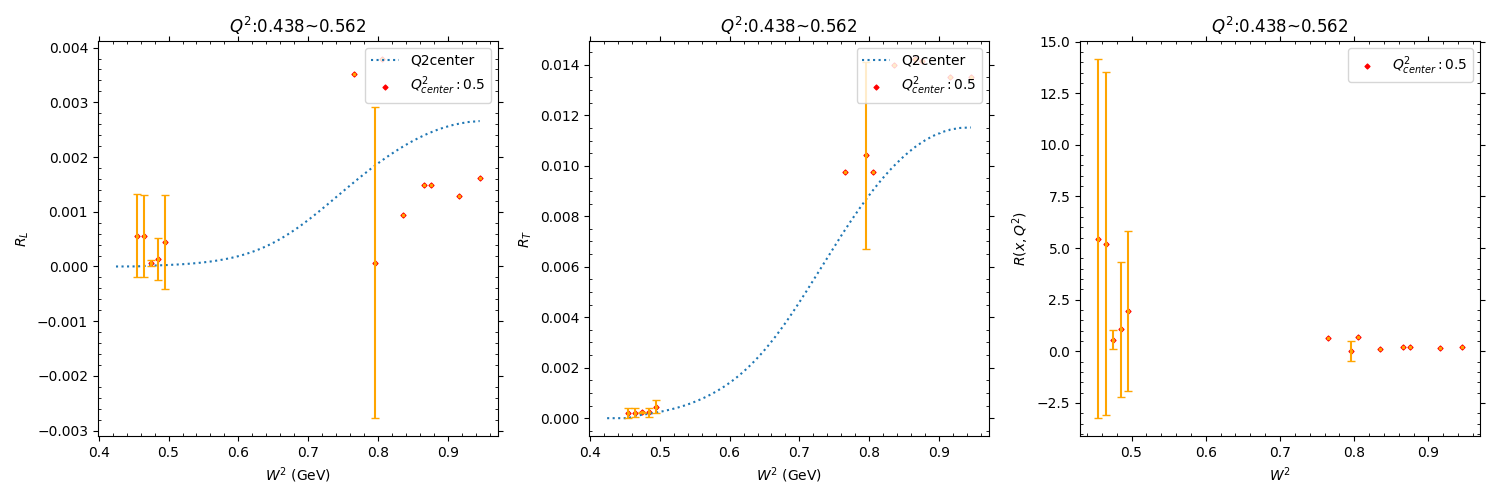 Q²:0.438~0.562
Q2center
Q²center : 0.5
0.004
0.003
0.002
0.001
0.000
−0.001
−0.002
−0.003
R_L
0.4 0.5 0.6 0.7 0.8 0.9
W² (GeV)
Q²:0.438~0.562
Q2center
Q²center : 0.5
0.014
0.012
0.010
0.008
0.006
0.004
0.002
0.000
R_T
0.4 0.5 0.6 0.7 0.8 0.9
W² (GeV)
Q²:0.438~0.562
Q²center : 0.5
15.0
12.5
10.0
7.5
5.0
2.5
0.0
−2.5
R(x, Q²)
0.5 0.6 0.7 0.8 0.9
W²